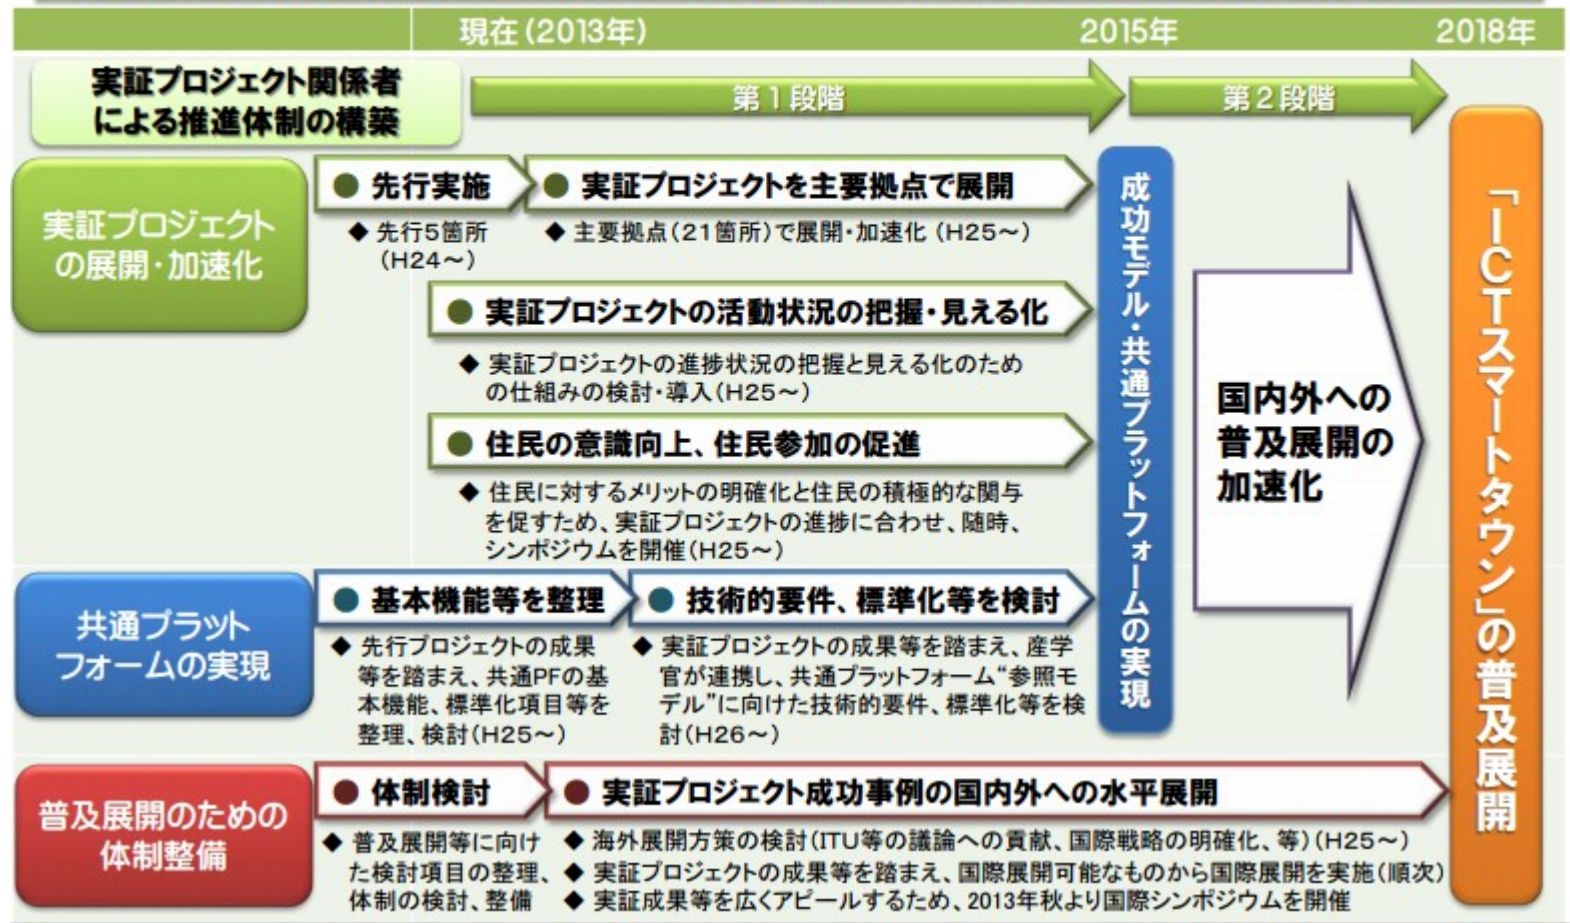 現在(2013年)
2015年
2018年
実証プロジェクト関係者
による推進体制の構築
第1段階
第2段階
実証プロジェクト
の展開・加速化
● 先行実施
◆ 先行5箇所
(H24～)
● 実証プロジェクトを主要拠点で展開
◆ 主要拠点(21箇所)で展開・加速化 (H25～)
● 実証プロジェクトの活動状況の把握・見える化
◆ 実証プロジェクトの進捗状況の把握と見える化のため
の仕組みの検討・導入(H25～)
● 住民の意識向上、住民参加の促進
◆ 住民に対するメリットの明確化と住民の積極的な関与
を促すため、実証プロジェクトの進捗に合わせ、随時、
シンポジウムを開催(H25～)
共通プラット
フォームの実現
● 基本機能等を整理
◆ 先行プロジェクトの成果
等を踏まえ、共通PFの基
本機能、標準化項目等を
整理、検討(H25～)
● 技術的要件、標準化等を検討
◆ 実証プロジェクトの成果等を踏まえ、産学
官が連携し、共通プラットフォーム“参照モ
デル”に向けた技術的要件、標準化等を検
討(H26～)
成功モデル・共通プラットフォームの実現
国内外への
普及展開の
加速化
「ICTスマートタウン」の普及展開
普及展開のための
体制整備
● 体制検討
◆ 普及展開等に向け
た検討項目の整理、
体制の検討、整備
● 実証プロジェクト成功事例の国内外への水平展開
◆ 海外展開方策の検討(ITU等の議論への貢献、国際戦略の明確化、等)(H25～)
◆ 実証プロジェクトの成果等を踏まえ、国際展開可能なものから国際展開を実施(順次)
◆ 実証成果等を広くアピールするため、2013年秋より国際シンポジウムを開催